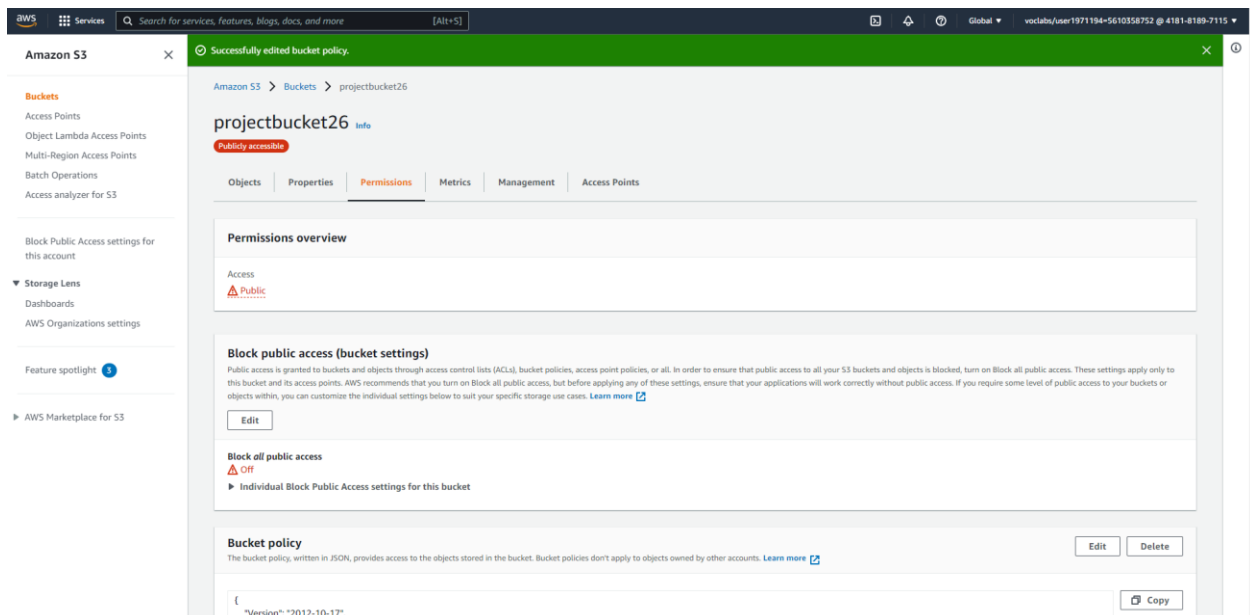 aws Services Search for services, features, blogs, docs, and more [Alt+S] Global voclabs/user1971194=5610358752 @ 4181-8189-7115
Amazon S3
Successfully edited bucket policy.
Buckets
Access Points
Object Lambda Access Points
Multi-Region Access Points
Batch Operations
Access analyzer for S3
Block Public Access settings for
this account
Storage Lens
Dashboards
AWS Organizations settings
Feature spotlight 3
AWS Marketplace for S3
Amazon S3 > Buckets > projectbucket26
projectbucket26 Info
Publicly accessible
Objects Properties Permissions Metrics Management Access Points
Permissions overview
Access
Public
Block public access (bucket settings)
Public access is granted to buckets and objects through access control lists (ACLs), bucket policies, access point policies, or all. In order to ensure that public access to all your S3 buckets and objects is blocked, turn on Block all public access. These settings apply only to
this bucket and its access points. AWS recommends that you turn on Block all public access, but before applying any of these settings, ensure that your applications will work correctly without public access. If you require some level of public access to your buckets or
objects within, you can customize the individual settings below to suit your specific storage use cases. Learn more
Edit
Block all public access
Off
Individual Block Public Access settings for this bucket
Bucket policy
The bucket policy, written in JSON, provides access to the objects stored in the bucket. Bucket policies don't apply to objects owned by other accounts. Learn more
Edit Delete
{
Copy
"Version": "2012-10-17",